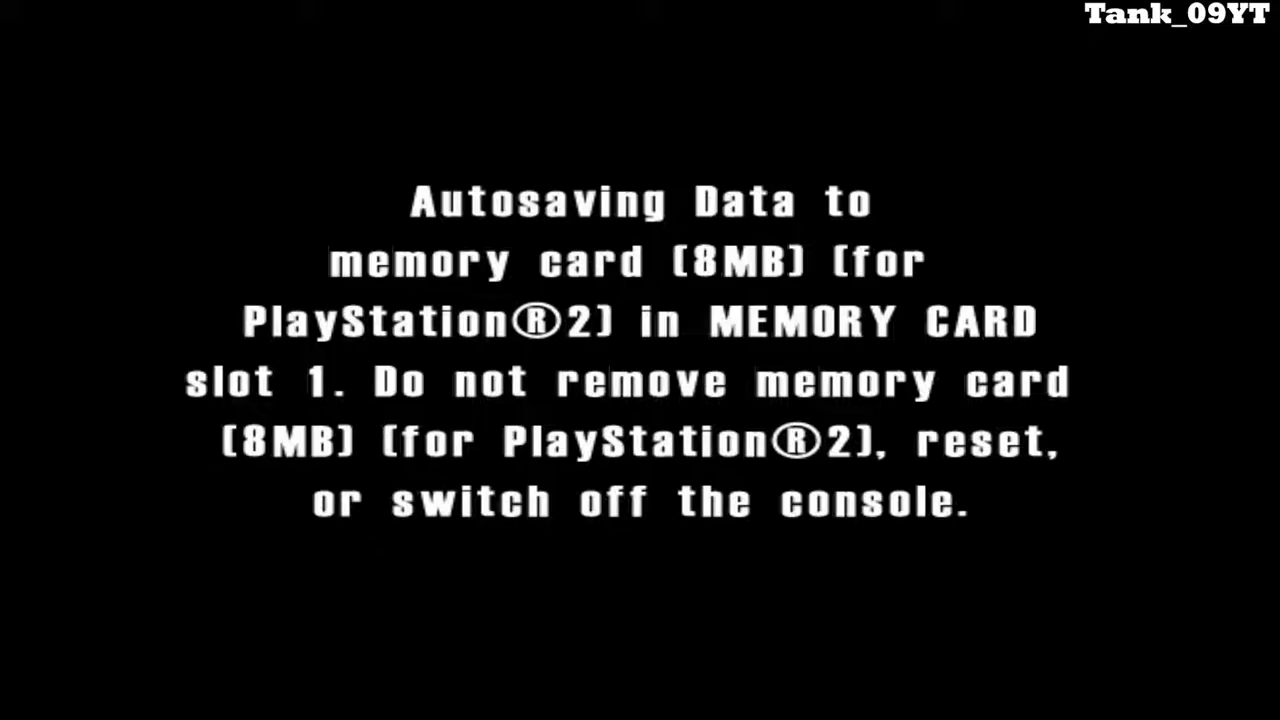 Tank_09YT
Autosaving Data to
memory card (8MB) (for
PlayStation®2) in MEMORY CARD
slot 1. Do not remove memory card
(8MB) (for PlayStation®2), reset,
or switch off the console.